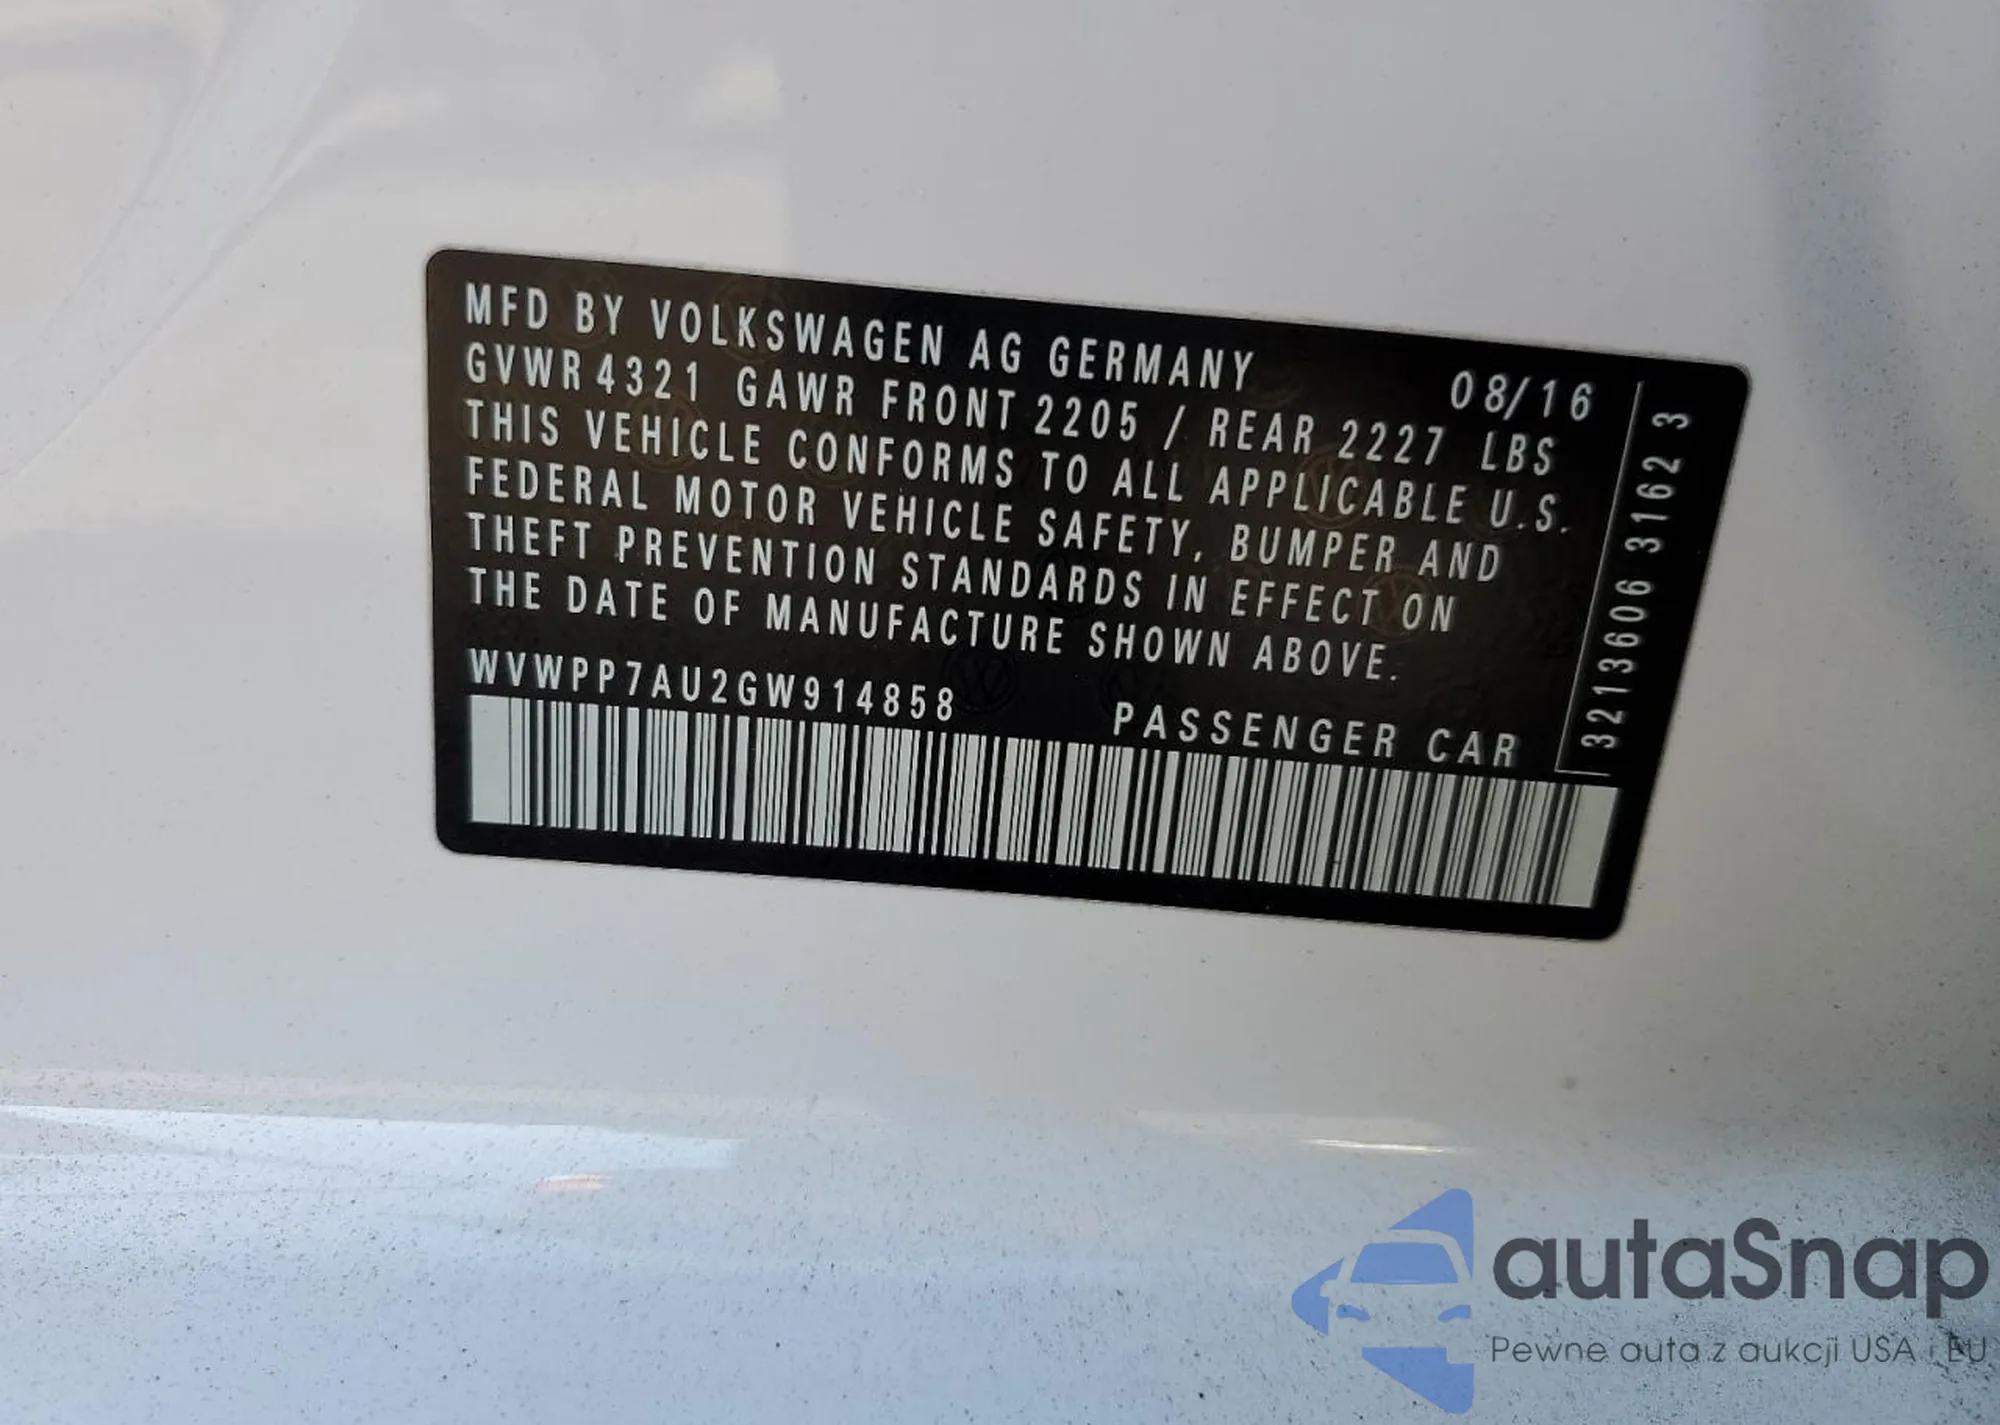 MFD BY VOLKSWAGEN AG GERMANY 08/16
GVWR 4321 GAWR FRONT 2205 / REAR 2227 LBS
THIS VEHICLE CONFORMS TO ALL APPLICABLE U.S.
FEDERAL MOTOR VEHICLE SAFETY, BUMPER AND
THEFT PREVENTION STANDARDS IN EFFECT ON
THE DATE OF MANUFACTURE SHOWN ABOVE.
WVWPP7AU2GW914858
PASSENGER CAR
3213606 3162 3
autaSnap
Pewne auta z aukcji USA i EU